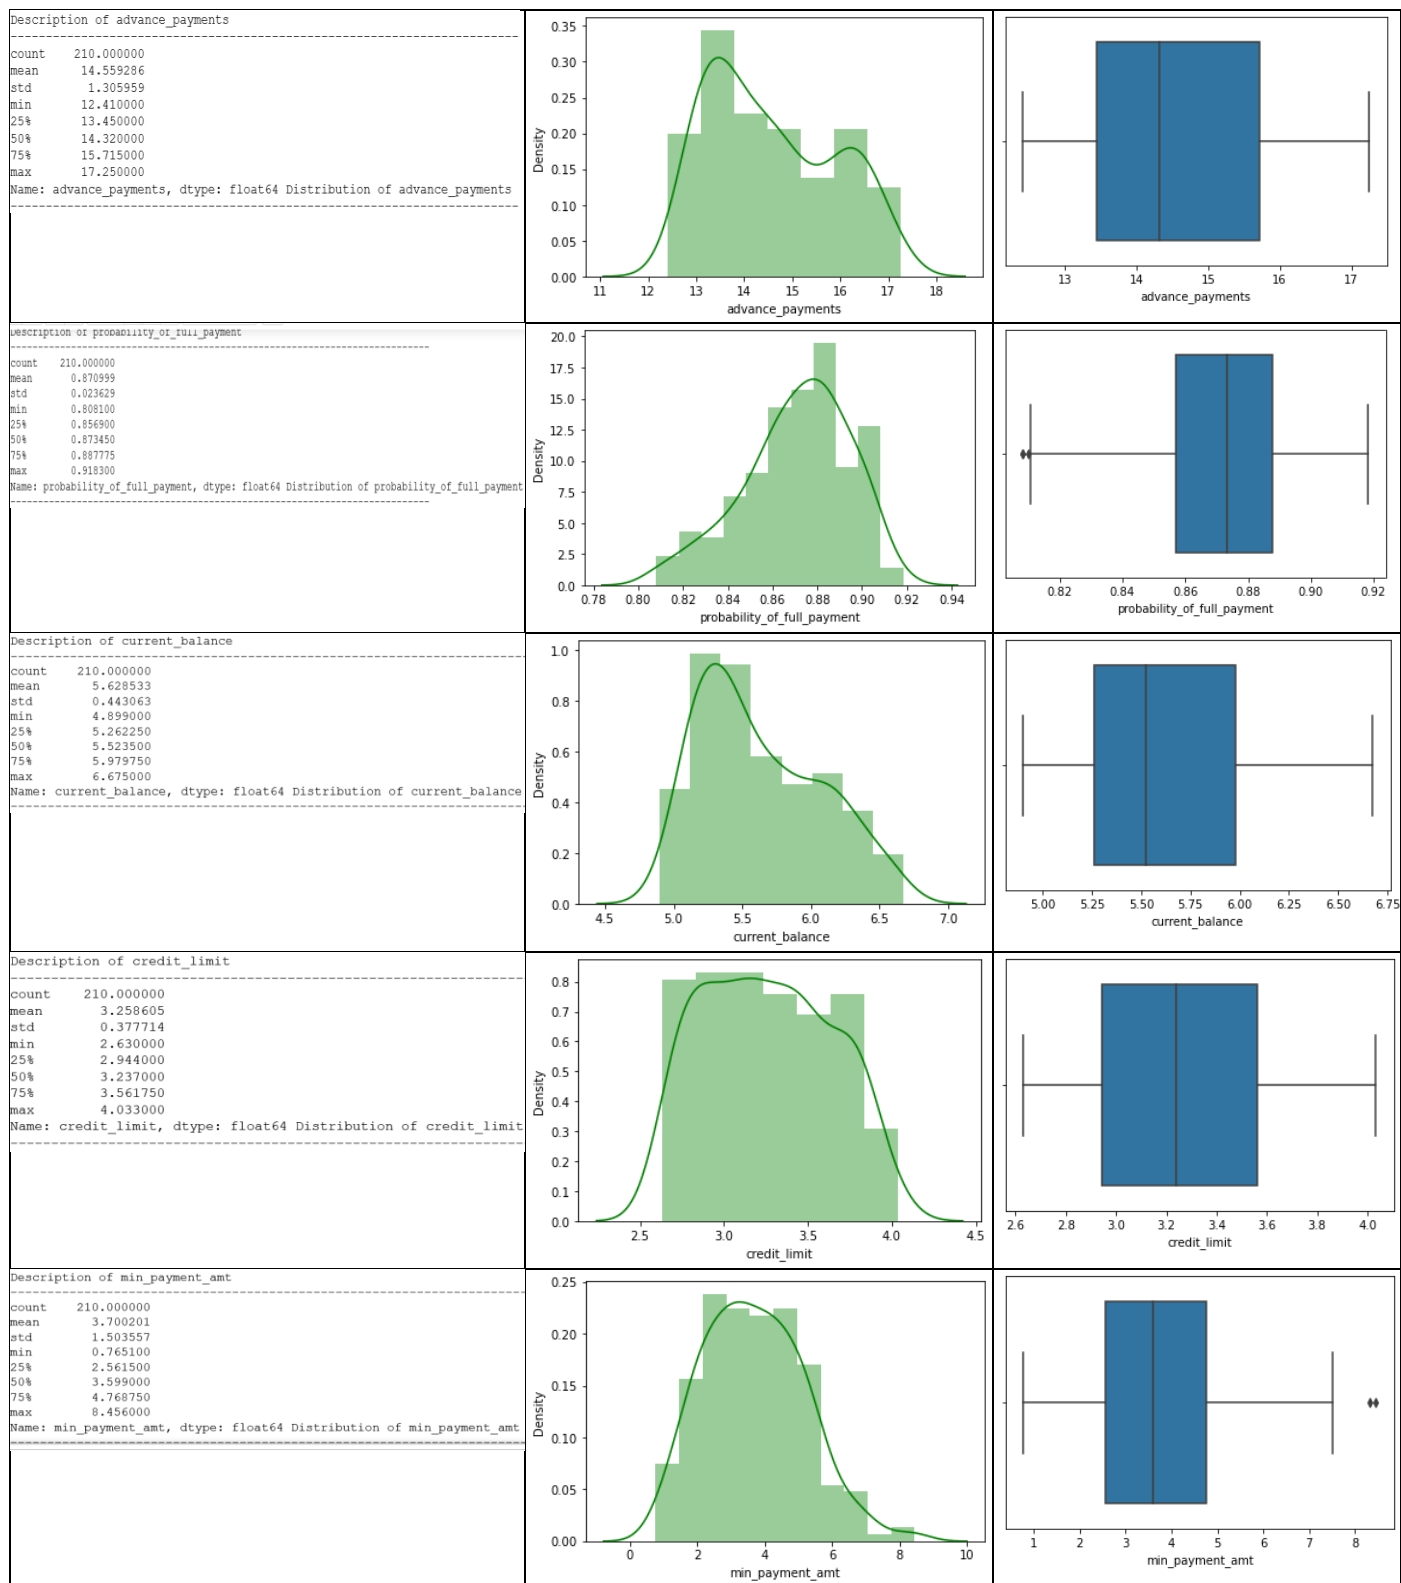 Description of advance_payments
--------------------------------------------------------------------------------
count 210.000000
mean 14.559286
std 1.305959
min 12.410000
25% 13.450000
50% 14.320000
75% 15.715000
max 17.250000
Name: advance_payments, dtype: float64 Distribution of advance_payments
--------------------------------------------------------------------------------
0.35
0.30
0.25
0.20
0.15
0.10
0.05
0.00
Density
11 12 13 14 15 16 17 18
advance_payments
13 14 15 16 17
advance_payments
Description of probability_of_full_payment
--------------------------------------------------------------------------------
count 210.000000
mean 0.870999
std 0.023629
min 0.808100
25% 0.856900
50% 0.873450
75% 0.887775
max 0.918300
Name: probability_of_full_payment, dtype: float64 Distribution of probability_of_full_payment
--------------------------------------------------------------------------------
20.0
17.5
15.0
12.5
10.0
7.5
5.0
2.5
0.0
Density
0.78 0.80 0.82 0.84 0.86 0.88 0.90 0.92 0.94
probability_of_full_payment
0.82 0.84 0.86 0.88 0.90 0.92
probability_of_full_payment
Description of current_balance
--------------------------------------------------------------------------------
count 210.000000
mean 5.628533
std 0.443063
min 4.899000
25% 5.262250
50% 5.523500
75% 5.979750
max 6.675000
Name: current_balance, dtype: float64 Distribution of current_balance
--------------------------------------------------------------------------------
1.0
0.8
0.6
0.4
0.2
0.0
Density
4.5 5.0 5.5 6.0 6.5 7.0
current_balance
5.00 5.25 5.50 5.75 6.00 6.25 6.50 6.75
current_balance
Description of credit_limit
--------------------------------------------------------------------------------
count 210.000000
mean 3.258605
std 0.377714
min 2.630000
25% 2.944000
50% 3.237000
75% 3.561750
max 4.033000
Name: credit_limit, dtype: float64 Distribution of credit_limit
--------------------------------------------------------------------------------
0.8
0.7
0.6
0.5
0.4
0.3
0.2
0.1
0.0
Density
2.5 3.0 3.5 4.0 4.5
credit_limit
2.6 2.8 3.0 3.2 3.4 3.6 3.8 4.0
credit_limit
Description of min_payment_amt
--------------------------------------------------------------------------------
count 210.000000
mean 3.700201
std 1.503557
min 0.765100
25% 2.561500
50% 3.599000
75% 4.768750
max 8.456000
Name: min_payment_amt, dtype: float64 Distribution of min_payment_amt
--------------------------------------------------------------------------------
0.25
0.20
0.15
0.10
0.05
0.00
Density
0 2 4 6 8 10
min_payment_amt
1 2 3 4 5 6 7 8
min_payment_amt